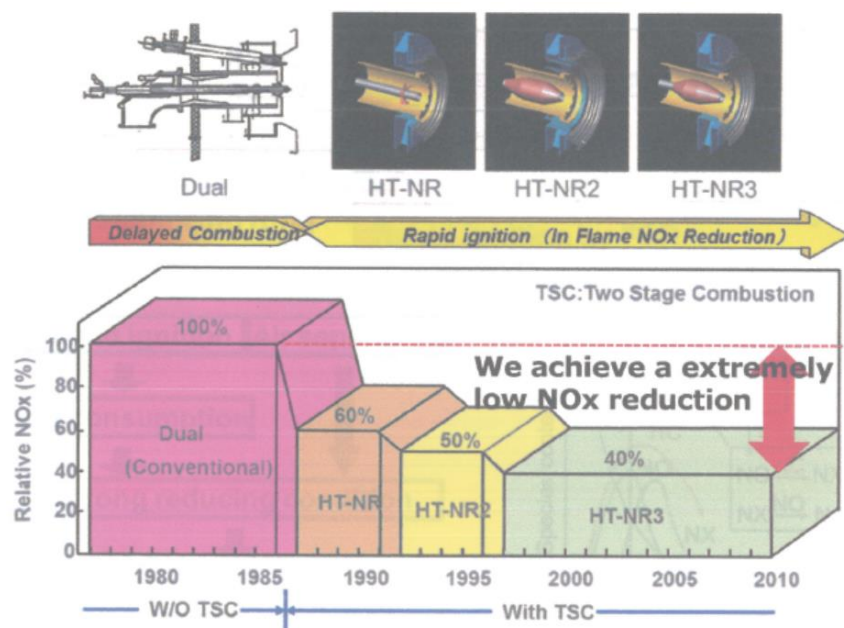 Dual HT-NR HT-NR2 HT-NR3
Delayed Combustion Rapid ignition (In Flame NOx Reduction)
TSC:Two Stage Combustion
Relative NOx (%)
100
80
60
40
20
0
100%
60%
50%
40%
We achieve a extremely
low NOx reduction
Dual
(Conventional)
HT-NR
HT-NR2
HT-NR3
1980 1985 1990 1995 2000 2005 2010
W/O TSC With TSC